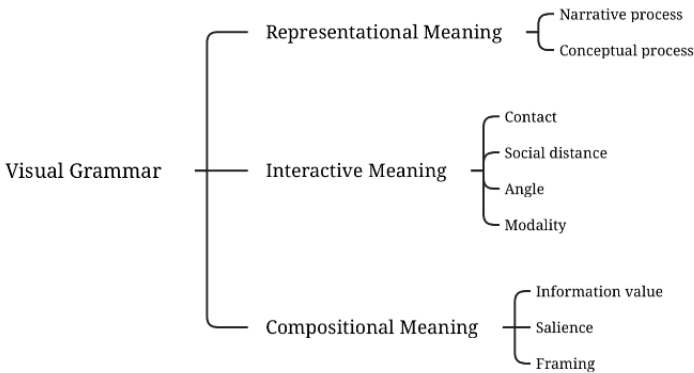 Visual Grammar
Representational Meaning
Narrative process
Conceptual process
Interactive Meaning
Contact
Social distance
Angle
Modality
Compositional Meaning
Information value
Salience
Framing